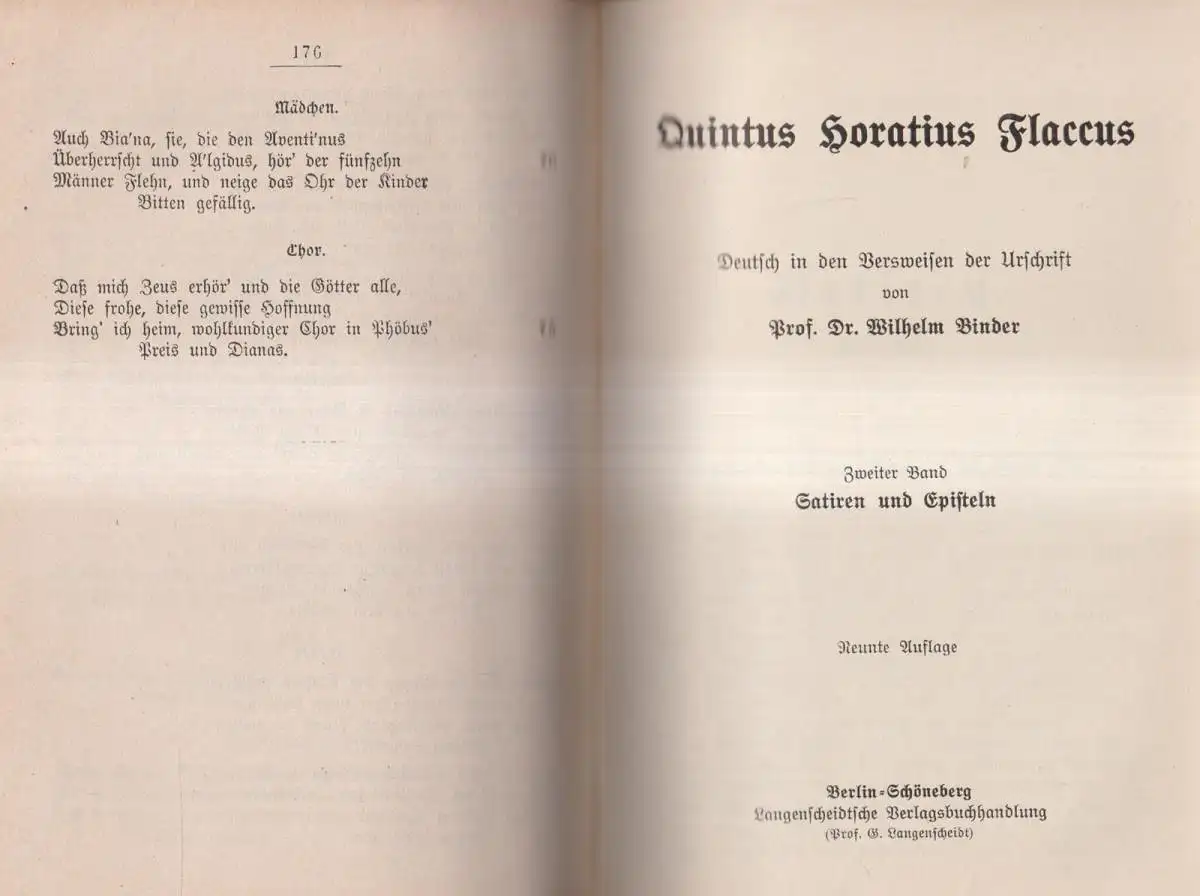 176
Mädchen.
Auch Dia'na, sie, die den Aventi'nus
Überherrscht und A'lgidus, hör' der fünfzehn
Männer Flehn, und neige das Ohr der Kinder
Bitten gefällig.
Chor.
Daß mich Zeus erhör' und die Götter alle,
Diese frohe, diese gewisse Hoffnung
Bring' ich heim, wohlkundiger Chor in Phöbus'
Preis und Dianas.
Quintus Horatius Flaccus
Deutsch in den Versweisen der Urschrift
von
Prof. Dr. Wilhelm Binder
Zweiter Band
Satiren und Episteln
Neunte Auflage
Berlin-Schöneberg
Langenscheidtsche Verlagsbuchhandlung
(Prof. G. Langenscheidt)